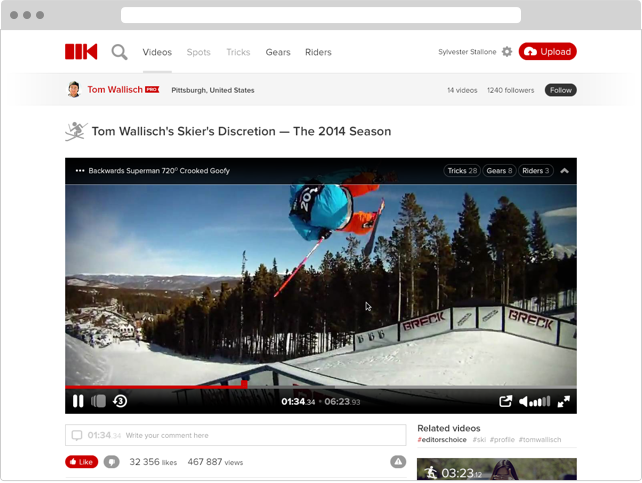 Videos Spots Tricks Gears Riders Sylvester Stallone Upload
Tom Wallisch PRO Pittsburgh, United States 14 videos 1240 followers Follow
Tom Wallisch's Skier's Discretion — The 2014 Season
Backwards Superman 720⁰ Crooked Goofy Tricks 28 Gears 8 Riders 3
201
BRECK BRECK
3 01:34.34 • 06:23.93
01:34.34 Write your comment here
Related videos
#editorschoice #ski #profile #tomwallisch
Like 32 356 likes 467 887 views
03:23.12